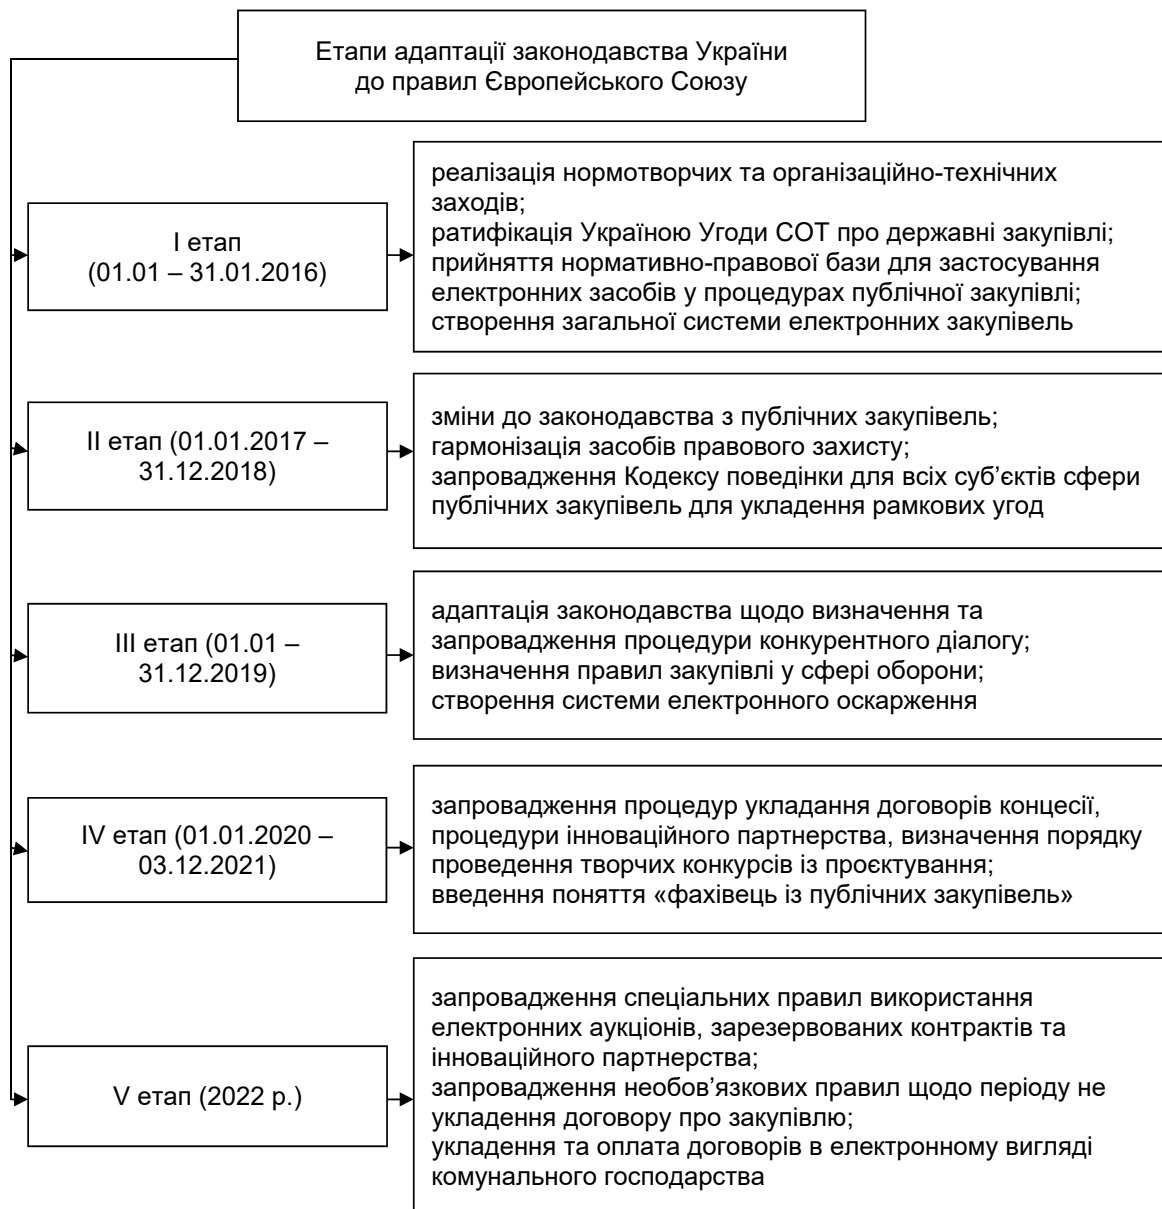 Етапи адаптації законодавства України
до правил Європейського Союзу
І етап
(01.01 – 31.01.2016)
реалізація нормотворчих та організаційно-технічних
заходів;
ратифікація Україною Угоди СОТ про державні закупівлі;
прийняття нормативно-правової бази для застосування
електронних засобів у процедурах публічної закупівлі;
створення загальної системи електронних закупівель
ІІ етап (01.01.2017 –
31.12.2018)
зміни до законодавства з публічних закупівель;
гармонізація засобів правового захисту;
запровадження Кодексу поведінки для всіх суб’єктів сфери
публічних закупівель для укладення рамкових угод
ІІІ етап (01.01 –
31.12.2019)
адаптація законодавства щодо визначення та
запровадження процедури конкурентного діалогу;
визначення правил закупівлі у сфері оборони;
створення системи електронного оскарження
IV етап (01.01.2020 –
03.12.2021)
запровадження процедур укладання договорів концесії,
процедури інноваційного партнерства, визначення порядку
проведення творчих конкурсів із проєктування;
введення поняття «фахівець із публічних закупівель»
V етап (2022 р.)
запровадження спеціальних правил використання
електронних аукціонів, зарезервованих контрактів та
інноваційного партнерства;
запровадження необов’язкових правил щодо періоду не
укладення договору про закупівлю;
укладення та оплата договорів в електронному вигляді
комунального господарства